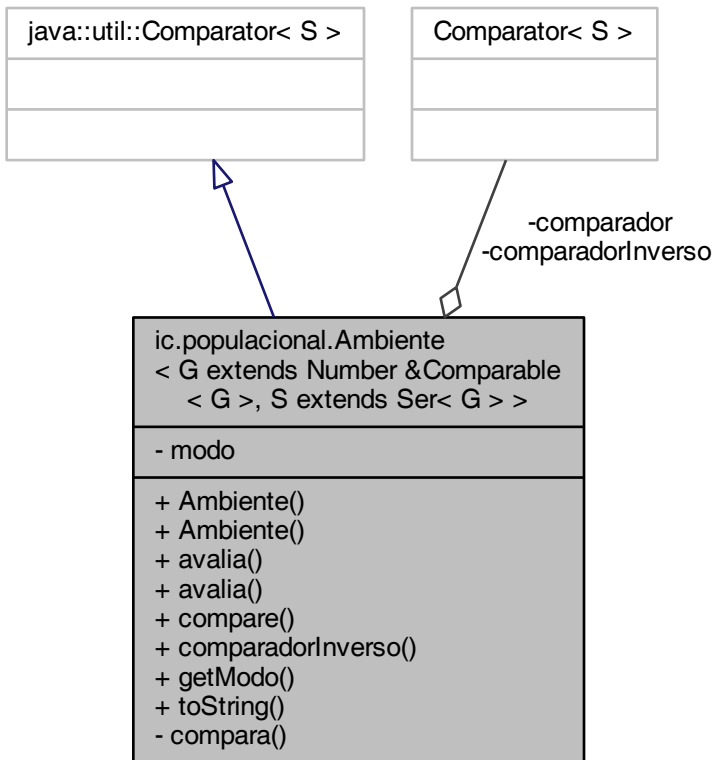 java::util::Comparator< S >
Comparator< S >
-comparador
-comparadorInverso
ic.populacional.Ambiente
< G extends Number &Comparable
< G >, S extends Ser< G > >
- modo
+ Ambiente()
+ Ambiente()
+ avalia()
+ avalia()
+ compare()
+ comparadorInverso()
+ getModo()
+ toString()
- compara()